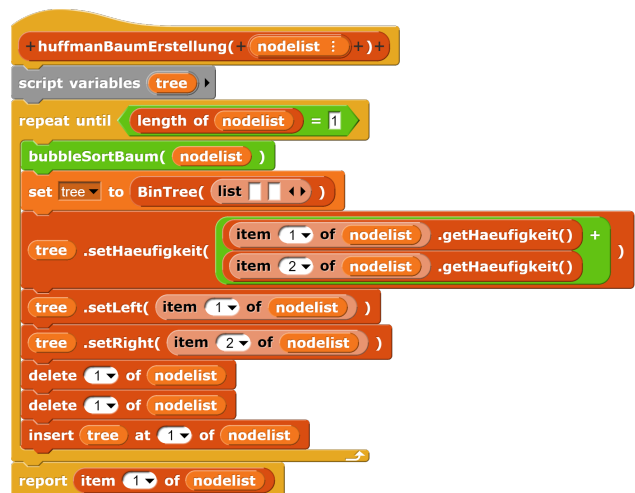 +huffmanBaumErstellung(+ nodelist ⋮ +)+
script variables tree
repeat until length of nodelist = 1
bubbleSortBaum( nodelist )
set tree to BinTree( list )
item 1 of nodelist .getHaeufigkeit() +
tree .setHaeufigkeit( )
item 2 of nodelist .getHaeufigkeit()
tree .setLeft( item 1 of nodelist )
tree .setRight( item 2 of nodelist )
delete 1 of nodelist
delete 1 of nodelist
insert tree at 1 of nodelist
report item 1 of nodelist